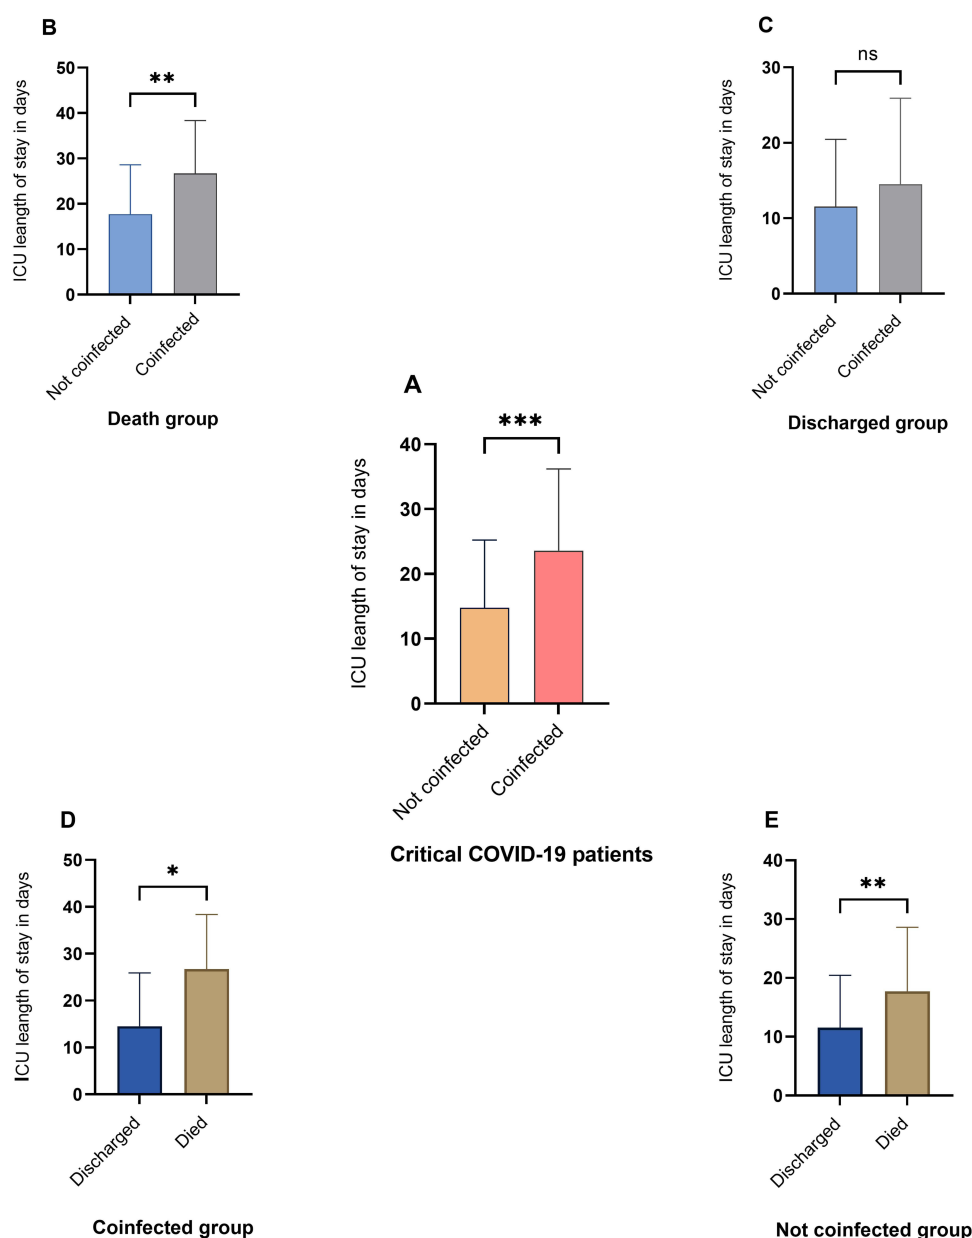 B
ICU leangth of stay in days
50
40
30
20
10
0
**
Not coinfected
Coinfected
Death group
C
ICU leangth of stay in days
30
20
10
0
ns
Not coinfected
Coinfected
Discharged group
A
ICU leangth of stay in days
40
30
20
10
0
***
Not coinfected
Coinfected
Critical COVID-19 patients
D
ICU leangth of stay in days
50
40
30
20
10
0
*
Discharged
Died
Coinfected group
E
ICU leangth of stay in days
40
30
20
10
0
**
Discharged
Died
Not coinfected group